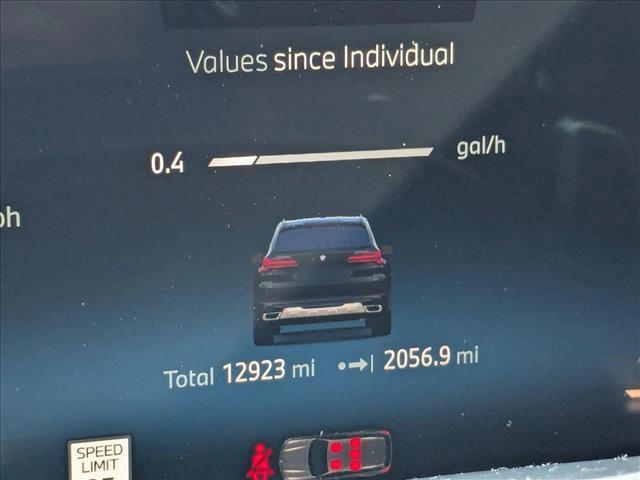 Values since Individual
0.4 gal/h
Total 12923 mi 2056.9 mi
SPEED
LIMIT